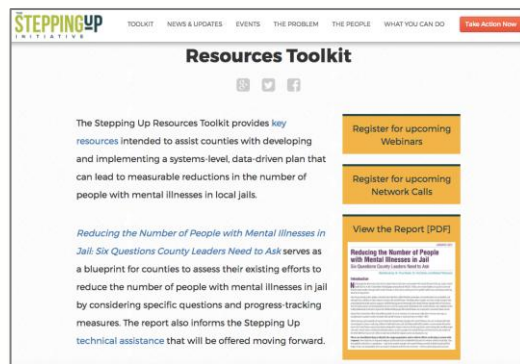 THE
STEPPINGUP
INITIATIVE
TOOLKIT NEWS & UPDATES EVENTS THE PROBLEM THE PEOPLE WHAT YOU CAN DO Take Action Now
Resources Toolkit
The Stepping Up Resources Toolkit provides key
resources intended to assist counties with developing
and implementing a systems-level, data-driven plan that
can lead to measurable reductions in the number of
people with mental illnesses in local jails.
Reducing the Number of People with Mental Illnesses in
Jail: Six Questions County Leaders Need to Ask serves as
a blueprint for counties to assess their existing efforts to
reduce the number of people with mental illnesses in jail
by considering specific questions and progress-tracking
measures. The report also informs the Stepping Up
technical assistance that will be offered moving forward.
Register for upcoming
Webinars
Register for upcoming
Network Calls
View the Report [PDF]
Reducing the Number of People
with Mental Illnesses in Jail
Six Questions County Leaders Need to Ask
Introduction